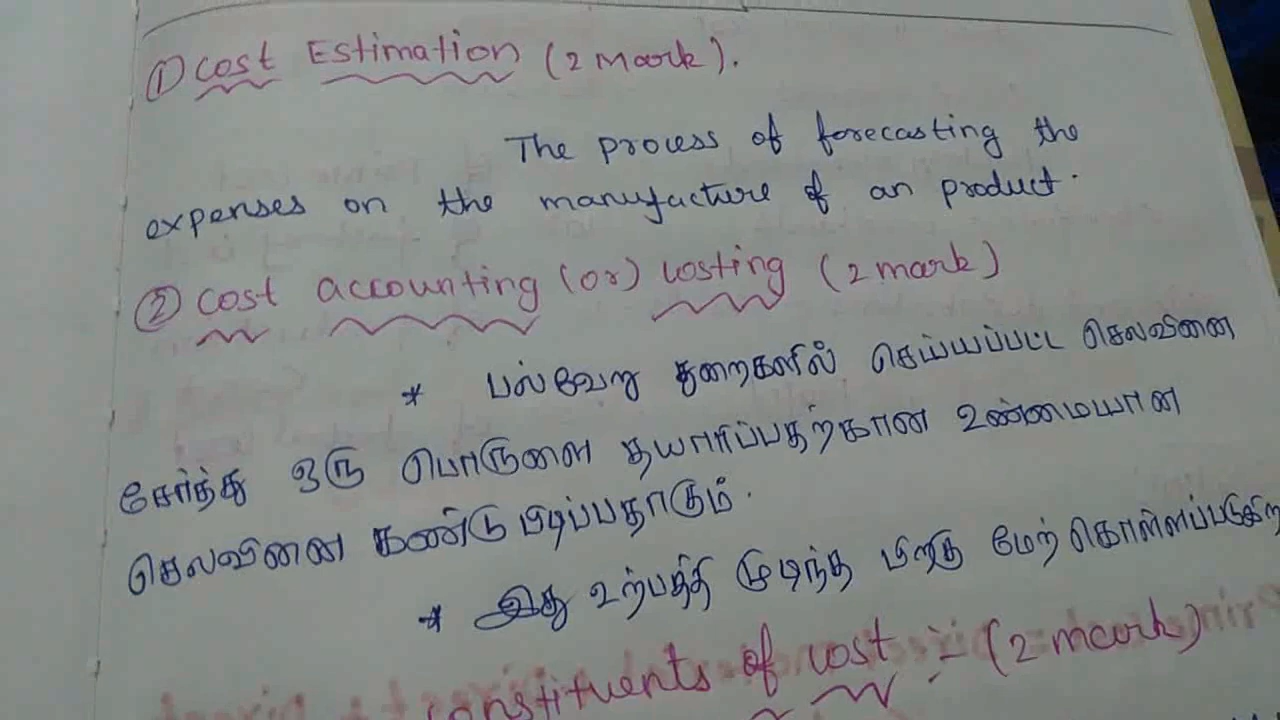 ① Cost Estimation (2 Mark).
The process of forecasting the
expenses on the manufacture of an product.
② Cost accounting (or) Costing (2 mark)
* பல்வேறு துறைகளில் செய்யப்பட்ட செலவினை
சேர்த்து ஒரு பொருளை தயாரிப்பதற்கான உண்மையான
செலவினை கண்டுபிடிப்பதாகும்.
* இது உற்பத்தி முடிந்த பிறகு மேற்கொள்ளப்படுகிற
onstituents of cost :- (2 mark)